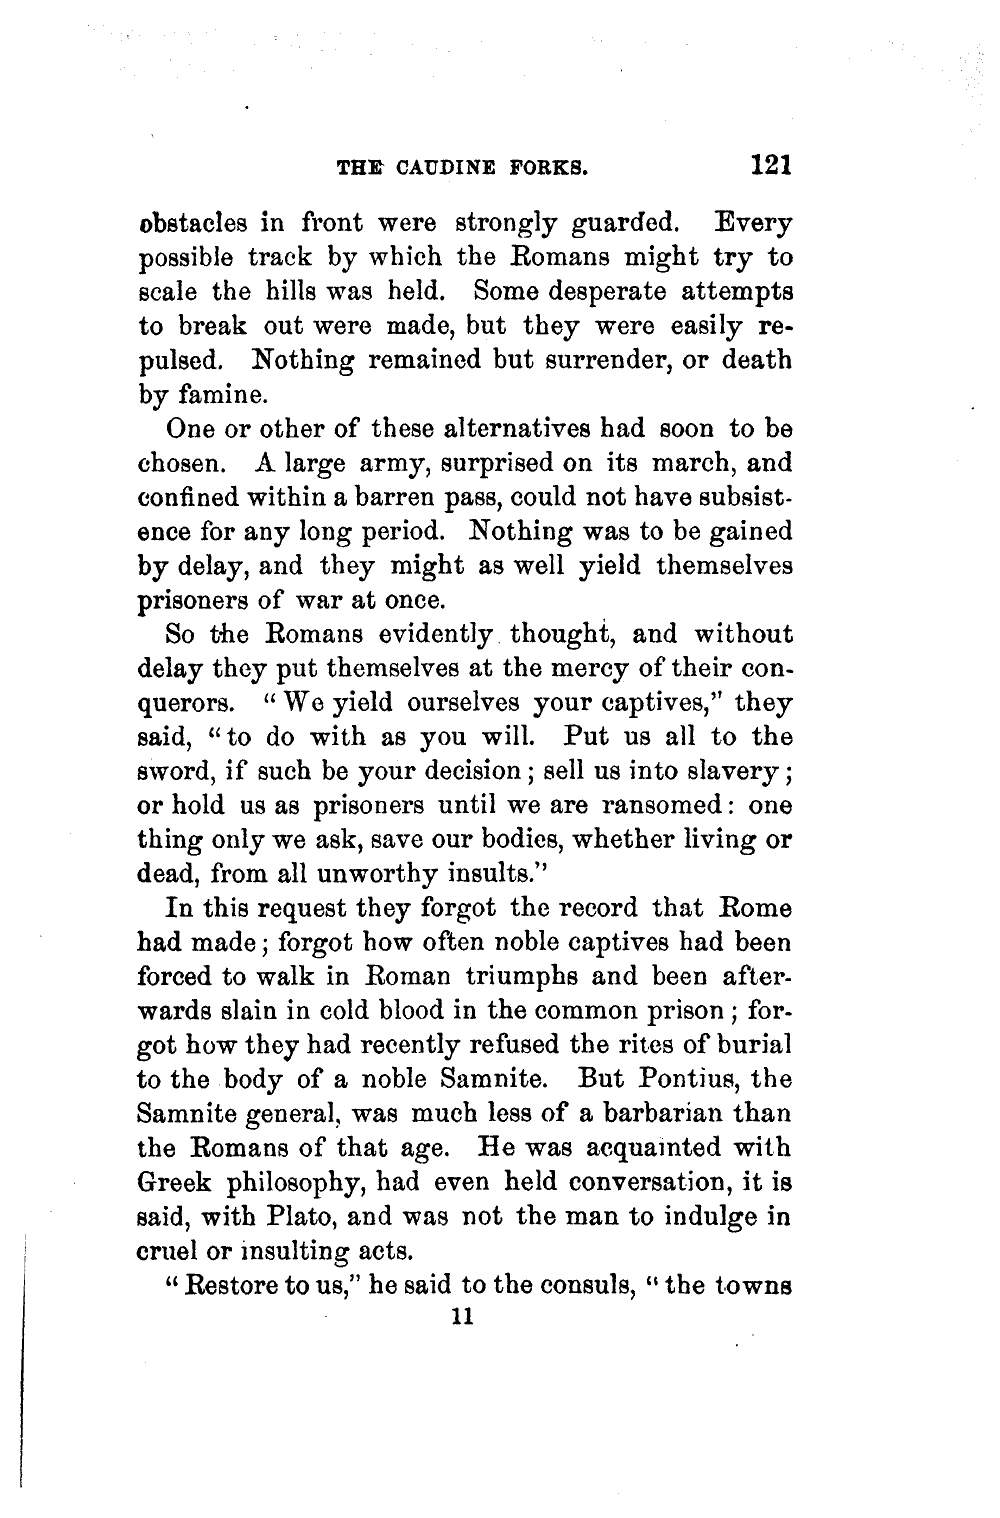 THE CAUDINE FORKS. 121
obstacles in front were strongly guarded. Every
possible track by which the Romans might try to
scale the hills was held. Some desperate attempts
to break out were made, but they were easily re-
pulsed. Nothing remained but surrender, or death
by famine.
One or other of these alternatives had soon to be
chosen. A large army, surprised on its march, and
confined within a barren pass, could not have subsist-
ence for any long period. Nothing was to be gained
by delay, and they might as well yield themselves
prisoners of war at once.
So the Romans evidently thought, and without
delay they put themselves at the mercy of their con-
querors. “We yield ourselves your captives,” they
said, “to do with as you will. Put us all to the
sword, if such be your decision; sell us into slavery;
or hold us as prisoners until we are ransomed: one
thing only we ask, save our bodies, whether living or
dead, from all unworthy insults.”
In this request they forgot the record that Rome
had made; forgot how often noble captives had been
forced to walk in Roman triumphs and been after-
wards slain in cold blood in the common prison; for-
got how they had recently refused the rites of burial
to the body of a noble Samnite. But Pontius, the
Samnite general, was much less of a barbarian than
the Romans of that age. He was acquainted with
Greek philosophy, had even held conversation, it is
said, with Plato, and was not the man to indulge in
cruel or insulting acts.
“Restore to us,” he said to the consuls, “the towns
11